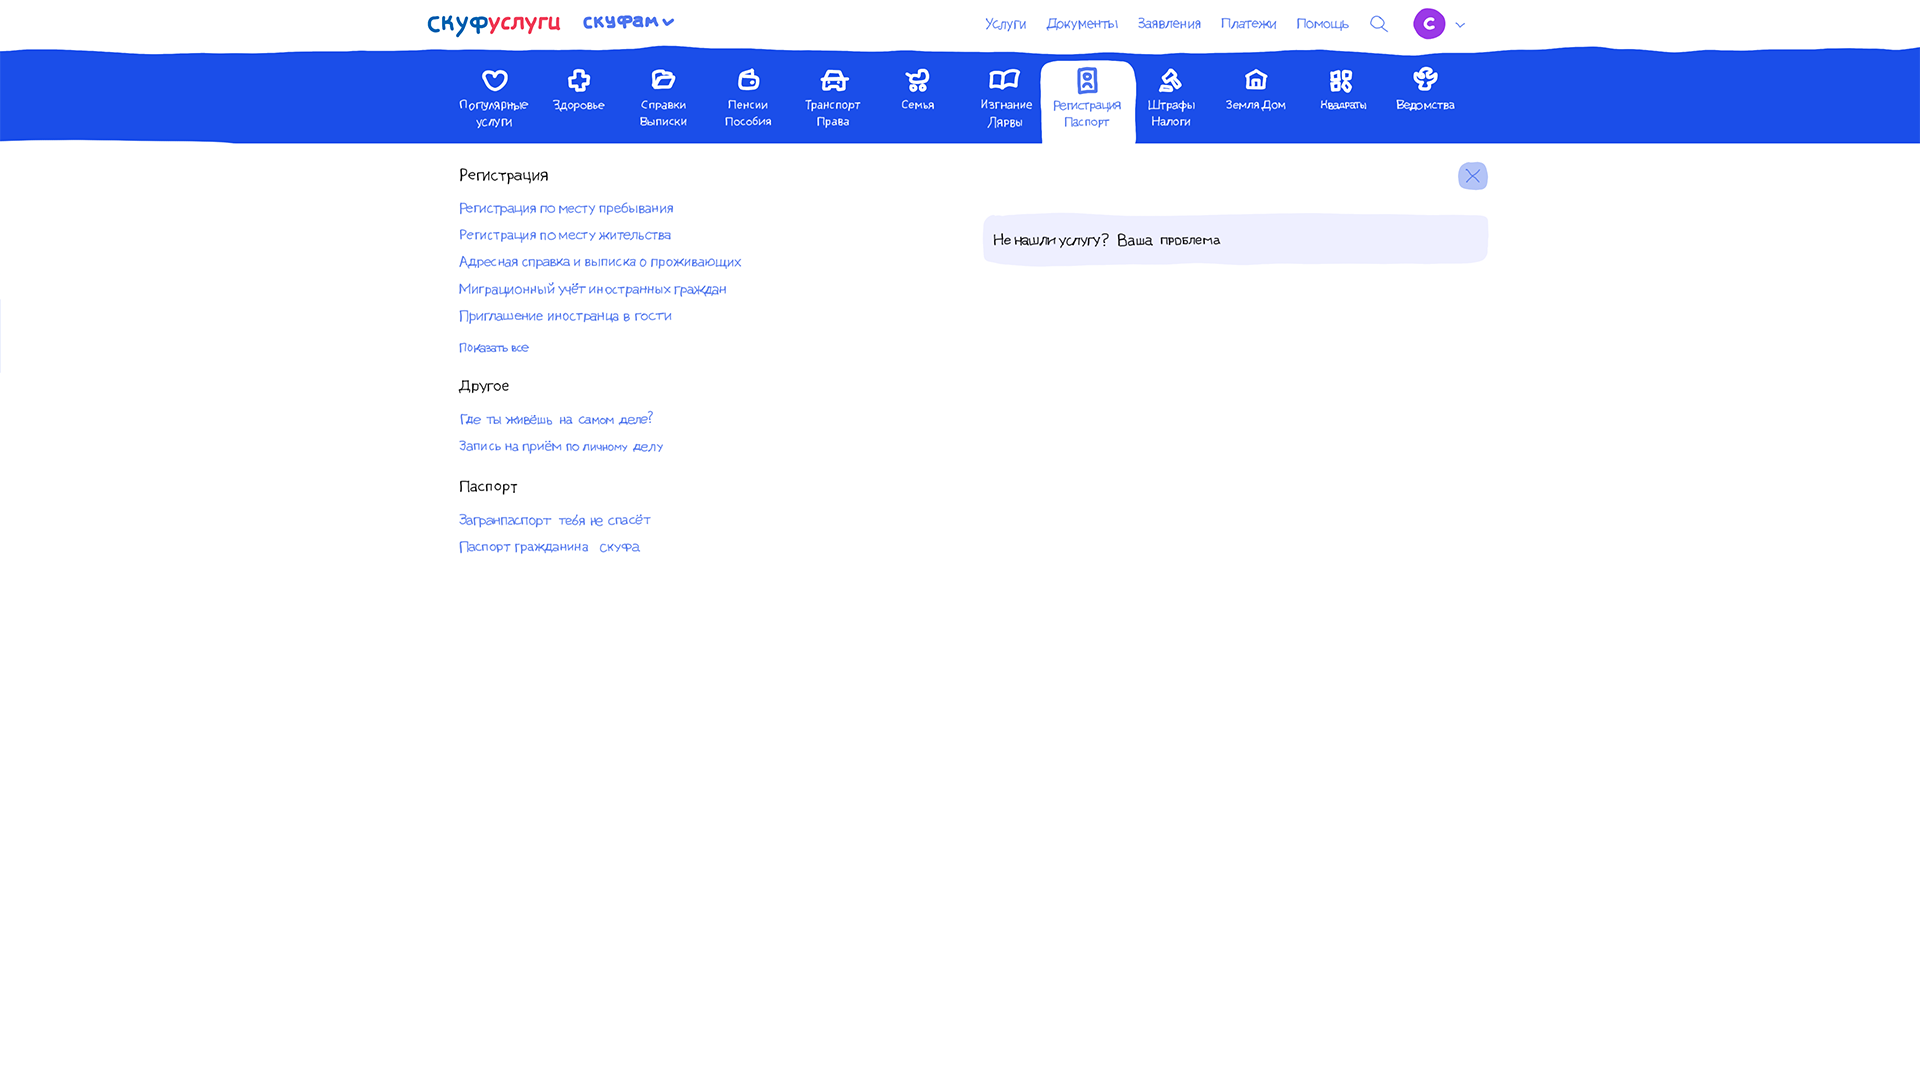 скуфуслуги скуфам
Услуги Документы Заявления Платежи Помощь С
Популярные услуги
Здоровье
Справки Выписки
Пенсии Пособия
Транспорт Права
Семья
Изгнание Лярвы
Регистрация Паспорт
Штрафы Налоги
Земля Дом
Квадраты
Ведомства
Регистрация
Регистрация по месту пребывания
Регистрация по месту жительства
Адресная справка и выписка о проживающих
Миграционный учёт иностранных граждан
Приглашение иностранца в гости
Показать все
Другое
Где ты живёшь на самом деле?
Запись на приём по личному делу
Паспорт
Загранпаспорт тебя не спасёт
Паспорт гражданина скуфа
Не нашли услугу? Ваша проблема